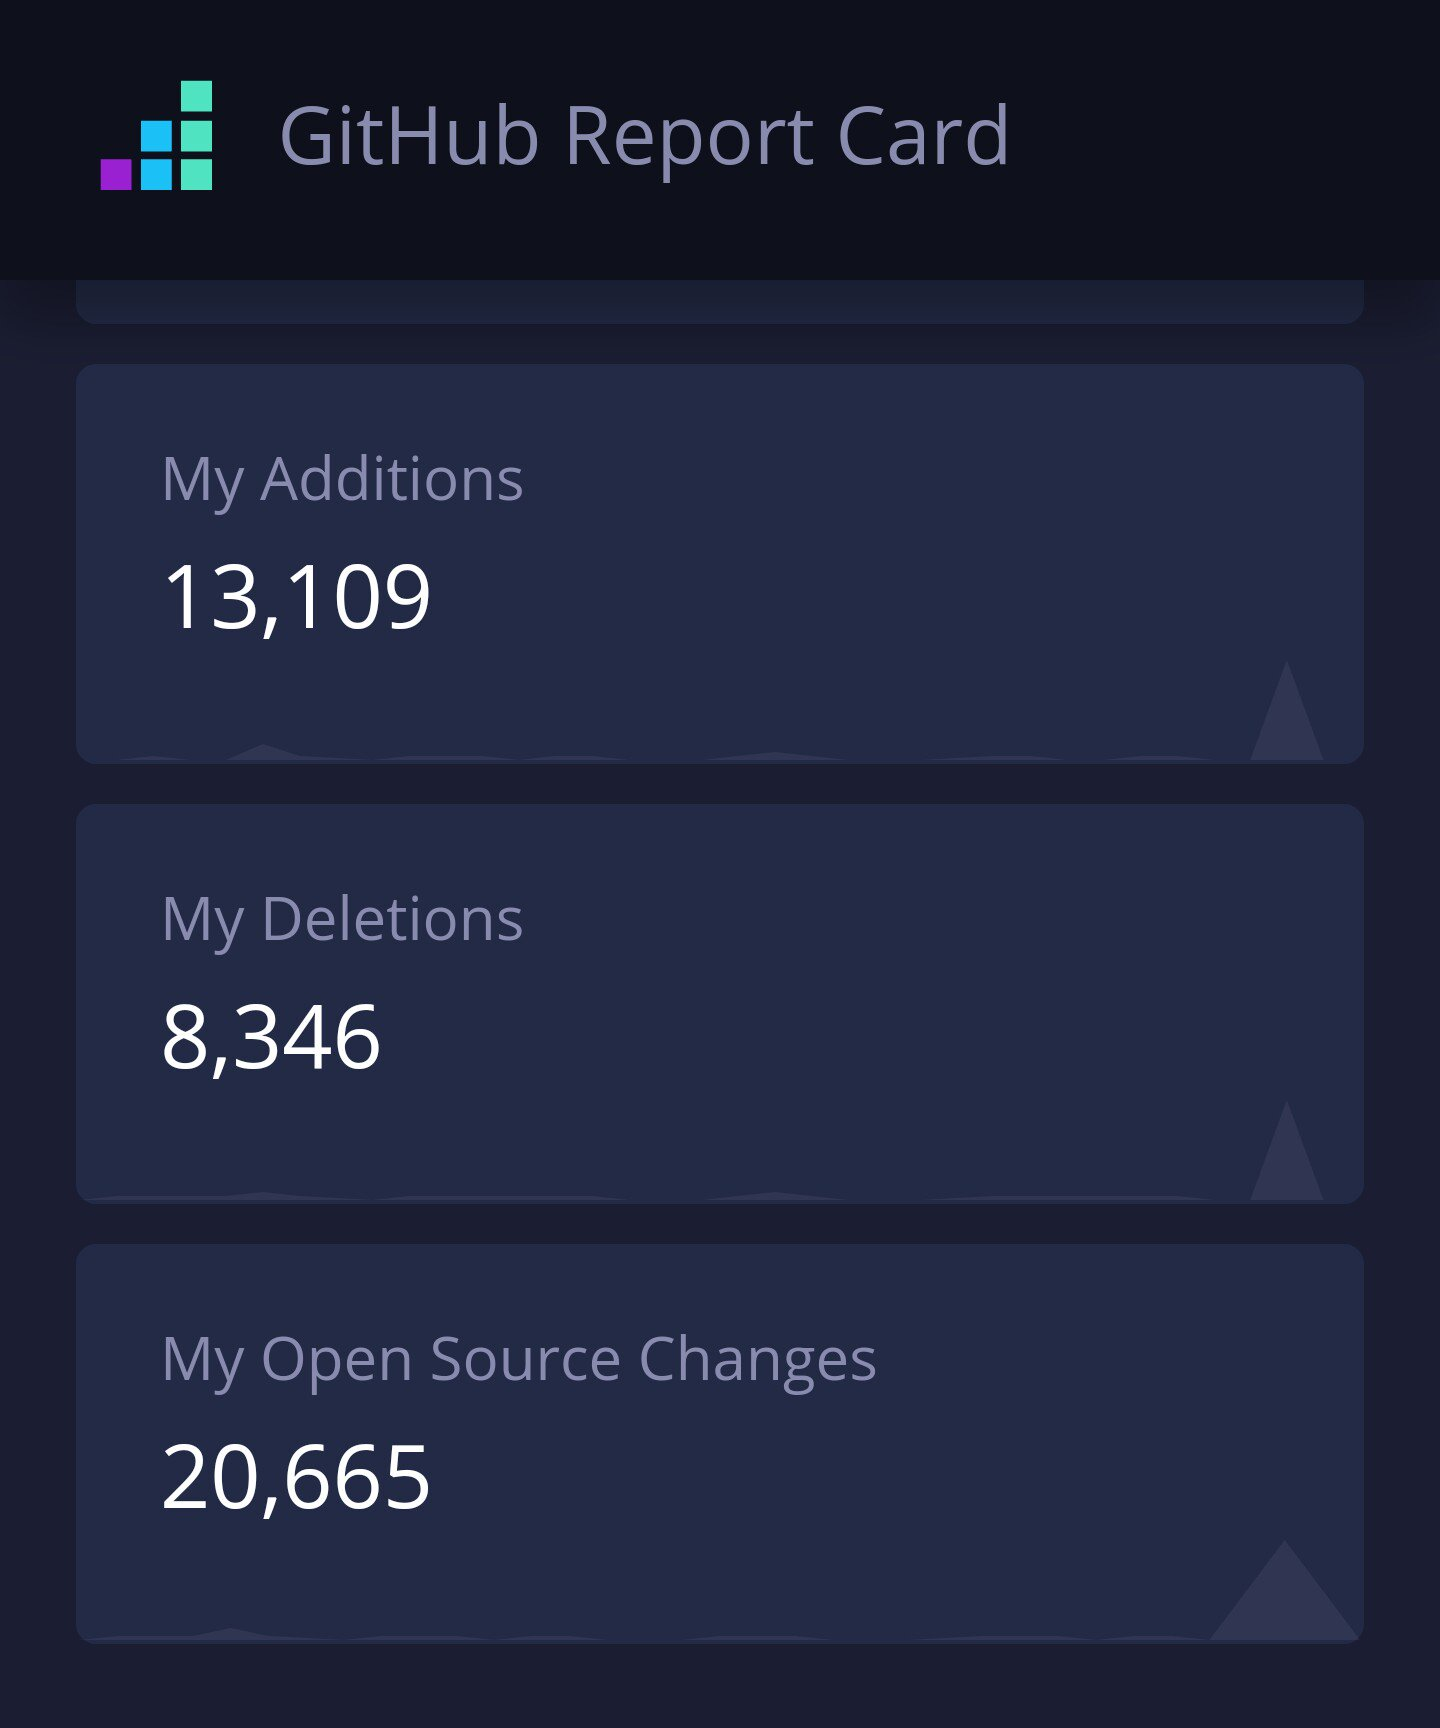 GitHub Report Card
My Additions
13,109
My Deletions
8,346
My Open Source Changes
20,665